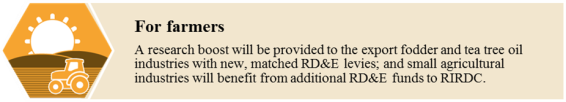 For farmers
A research boost will be provided to the export fodder and tea tree oil
industries with new, matched RD&E levies; and small agricultural
industries will benefit from additional RD&E funds to RIRDC.